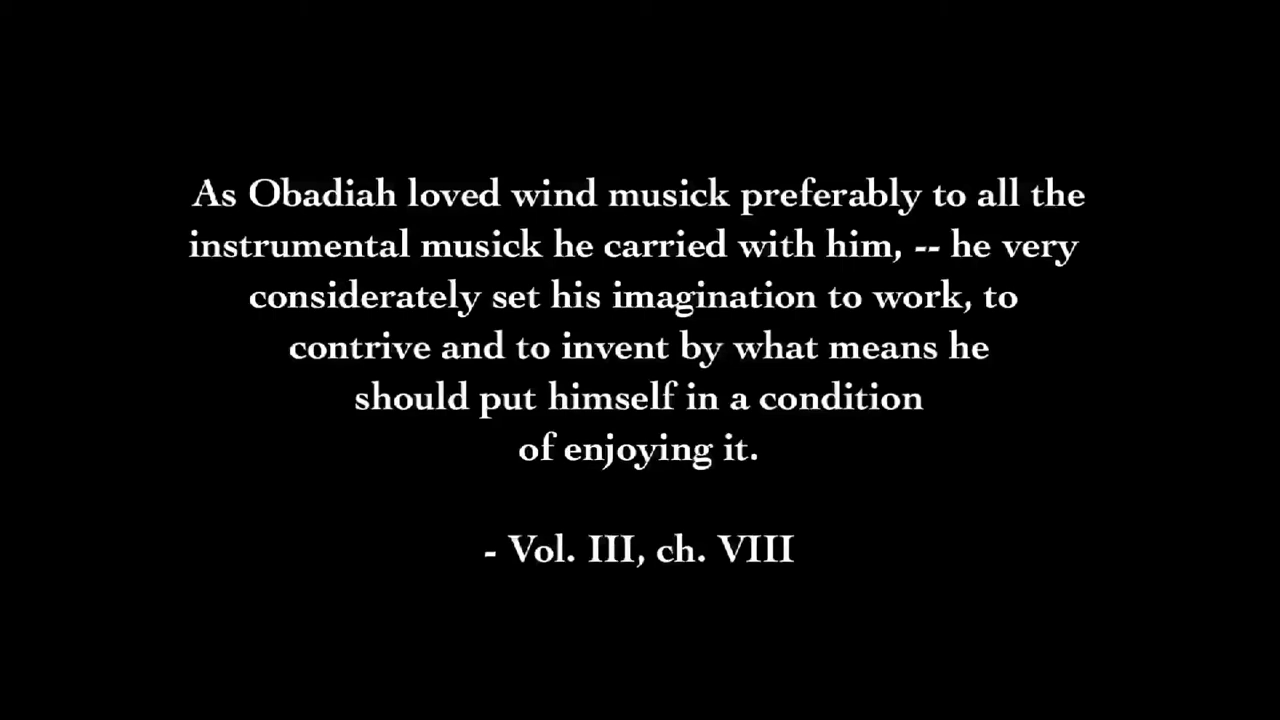 As Obadiah loved wind musick preferably to all the
instrumental musick he carried with him, -- he very
considerately set his imagination to work, to
contrive and to invent by what means he
should put himself in a condition
of enjoying it.
- Vol. III, ch. VIII